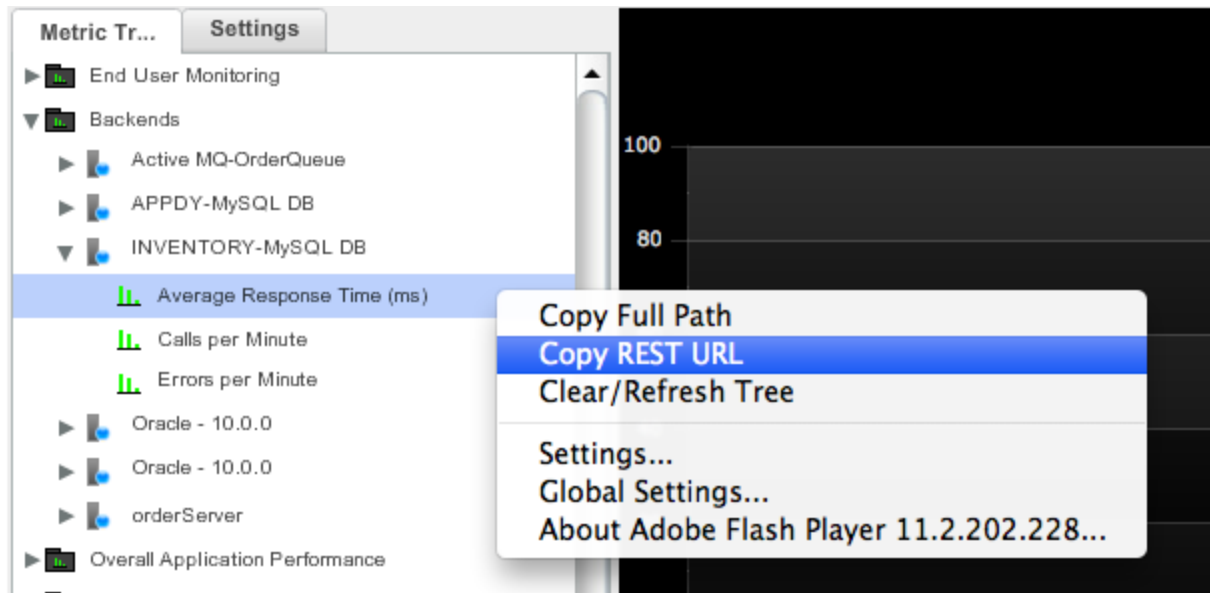 Metric Tr...
Settings
End User Monitoring
Backends
Active MQ-OrderQueue
APPDY-MySQL DB
INVENTORY-MySQL DB
Average Response Time (ms)
Calls per Minute
Errors per Minute
Oracle - 10.0.0
Oracle - 10.0.0
orderServer
Overall Application Performance
100
80
Copy Full Path
Copy REST URL
Clear/Refresh Tree
Settings...
Global Settings...
About Adobe Flash Player 11.2.202.228...